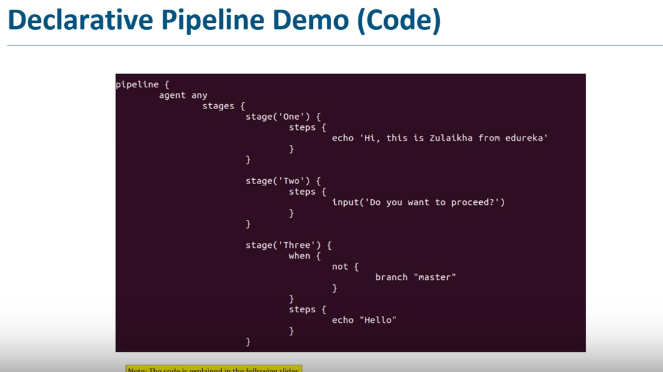 Declarative Pipeline Demo (Code)
pipeline {
agent any
stages {
stage('One') {
steps {
echo 'Hi, this is Zulaikha from edureka'
}
}
stage('Two') {
steps {
input('Do you want to proceed?')
}
}
stage('Three') {
when {
not {
branch "master"
}
}
steps {
echo "Hello"
}
}
Note: The code is explained in the following slides